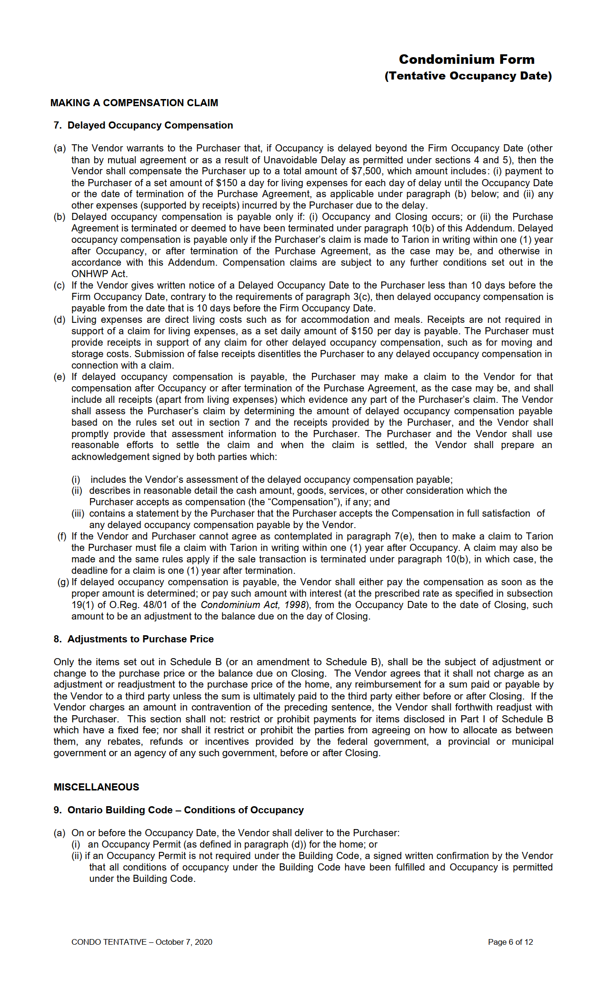 Condominium Form
(Tentative Occupancy Date)
MAKING A COMPENSATION CLAIM
7. Delayed Occupancy Compensation
(a) The Vendor warrants to the Purchaser that, if Occupancy is delayed beyond the Firm Occupancy Date (other
than by mutual agreement or as a result of Unavoidable Delay as permitted under sections 4 and 5), then the
Vendor shall compensate the Purchaser up to a total amount of $7,500, which amount includes: (i) payment to
the Purchaser of a set amount of $150 a day for living expenses for each day of delay until the Occupancy Date
or the date of termination of the Purchase Agreement, as applicable under paragraph (b) below; and (ii) any
other expenses (supported by receipts) incurred by the Purchaser due to the delay.
(b) Delayed occupancy compensation is payable only if: (i) Occupancy and Closing occurs; or (ii) the Purchase
Agreement is terminated or deemed to have been terminated under paragraph 10(b) of this Addendum. Delayed
occupancy compensation is payable only if the Purchaser’s claim is made to Tarion in writing within one (1) year
after Occupancy, or after termination of the Purchase Agreement, as the case may be, and otherwise in
accordance with this Addendum. Compensation claims are subject to any further conditions set out in the
ONHWP Act.
(c) If the Vendor gives written notice of a Delayed Occupancy Date to the Purchaser less than 10 days before the
Firm Occupancy Date, contrary to the requirements of paragraph 3(c), then delayed occupancy compensation is
payable from the date that is 10 days before the Firm Occupancy Date.
(d) Living expenses are direct living costs such as for accommodation and meals. Receipts are not required in
support of a claim for living expenses, as a set daily amount of $150 per day is payable. The Purchaser must
provide receipts in support of any claim for other delayed occupancy compensation, such as for moving and
storage costs. Submission of false receipts disentitles the Purchaser to any delayed occupancy compensation in
connection with a claim.
(e) If delayed occupancy compensation is payable, the Purchaser may make a claim to the Vendor for that
compensation after Occupancy or after termination of the Purchase Agreement, as the case may be, and shall
include all receipts (apart from living expenses) which evidence any part of the Purchaser’s claim. The Vendor
shall assess the Purchaser’s claim by determining the amount of delayed occupancy compensation payable
based on the rules set out in section 7 and the receipts provided by the Purchaser, and the Vendor shall
promptly provide that assessment information to the Purchaser. The Purchaser and the Vendor shall use
reasonable efforts to settle the claim and when the claim is settled, the Vendor shall prepare an
acknowledgement signed by both parties which:
(i) includes the Vendor’s assessment of the delayed occupancy compensation payable;
(ii) describes in reasonable detail the cash amount, goods, services, or other consideration which the
Purchaser accepts as compensation (the “Compensation”), if any; and
(iii) contains a statement by the Purchaser that the Purchaser accepts the Compensation in full satisfaction of
any delayed occupancy compensation payable by the Vendor.
(f) If the Vendor and Purchaser cannot agree as contemplated in paragraph 7(e), then to make a claim to Tarion
the Purchaser must file a claim with Tarion in writing within one (1) year after Occupancy. A claim may also be
made and the same rules apply if the sale transaction is terminated under paragraph 10(b), in which case, the
deadline for a claim is one (1) year after termination.
(g) If delayed occupancy compensation is payable, the Vendor shall either pay the compensation as soon as the
proper amount is determined; or pay such amount with interest (at the prescribed rate as specified in subsection
19(1) of O.Reg. 48/01 of the Condominium Act, 1998), from the Occupancy Date to the date of Closing, such
amount to be an adjustment to the balance due on the day of Closing.
8. Adjustments to Purchase Price
Only the items set out in Schedule B (or an amendment to Schedule B), shall be the subject of adjustment or
change to the purchase price or the balance due on Closing. The Vendor agrees that it shall not charge as an
adjustment or readjustment to the purchase price of the home, any reimbursement for a sum paid or payable by
the Vendor to a third party unless the sum is ultimately paid to the third party either before or after Closing. If the
Vendor charges an amount in contravention of the preceding sentence, the Vendor shall forthwith readjust with
the Purchaser. This section shall not: restrict or prohibit payments for items disclosed in Part I of Schedule B
which have a fixed fee; nor shall it restrict or prohibit the parties from agreeing on how to allocate as between
them, any rebates, refunds or incentives provided by the federal government, a provincial or municipal
government or an agency of any such government, before or after Closing.
MISCELLANEOUS
9. Ontario Building Code – Conditions of Occupancy
(a) On or before the Occupancy Date, the Vendor shall deliver to the Purchaser:
(i) an Occupancy Permit (as defined in paragraph (d)) for the home; or
(ii) if an Occupancy Permit is not required under the Building Code, a signed written confirmation by the Vendor
that all conditions of occupancy under the Building Code have been fulfilled and Occupancy is permitted
under the Building Code.
CONDO TENTATIVE – October 7, 2020 Page 6 of 12